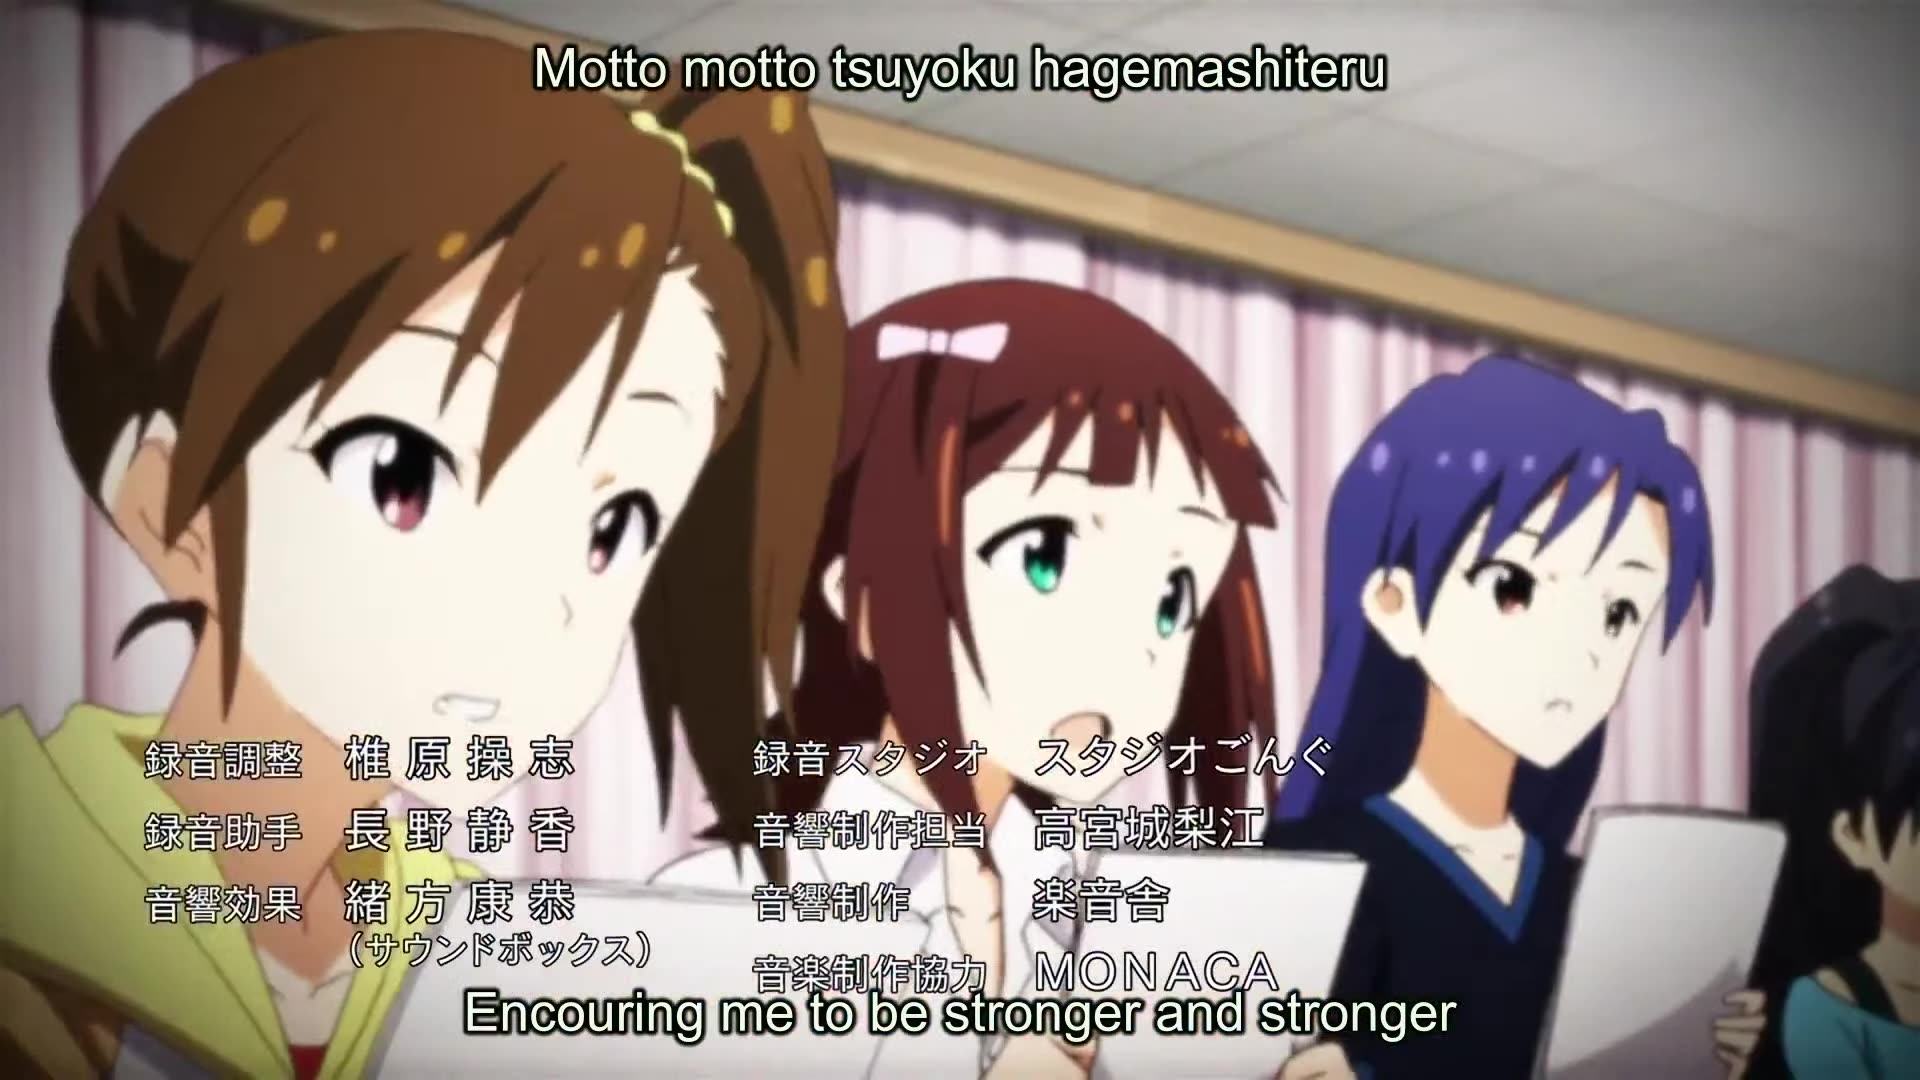 Motto motto tsuyoku hagemashiteru
録音調整 椎原操志
録音助手 長野静香
音響効果 緒方康恭
(サウンドボックス)
録音スタジオ スタジオごんぐ
音響制作担当 高宮城梨江
音響制作 楽音舎
音楽制作協力 MONACA
Encouring me to be stronger and stronger